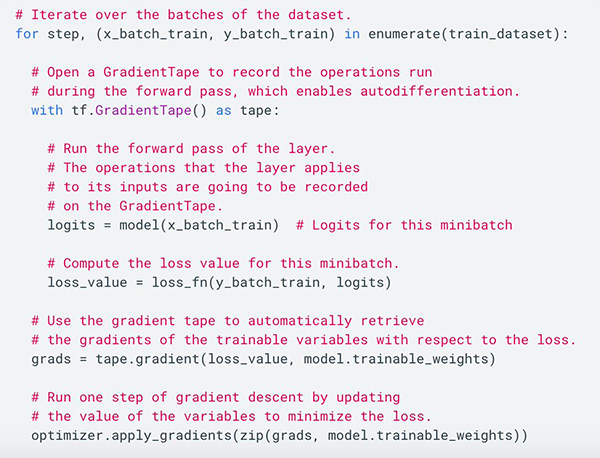 # Iterate over the batches of the dataset.
for step, (x_batch_train, y_batch_train) in enumerate(train_dataset):
# Open a GradientTape to record the operations run
# during the forward pass, which enables autodifferentiation.
with tf.GradientTape() as tape:
# Run the forward pass of the layer.
# The operations that the layer applies
# to its inputs are going to be recorded
# on the GradientTape.
logits = model(x_batch_train)  # Logits for this minibatch
# Compute the loss value for this minibatch.
loss_value = loss_fn(y_batch_train, logits)
# Use the gradient tape to automatically retrieve
# the gradients of the trainable variables with respect to the loss.
grads = tape.gradient(loss_value, model.trainable_weights)
# Run one step of gradient descent by updating
# the value of the variables to minimize the loss.
optimizer.apply_gradients(zip(grads, model.trainable_weights))